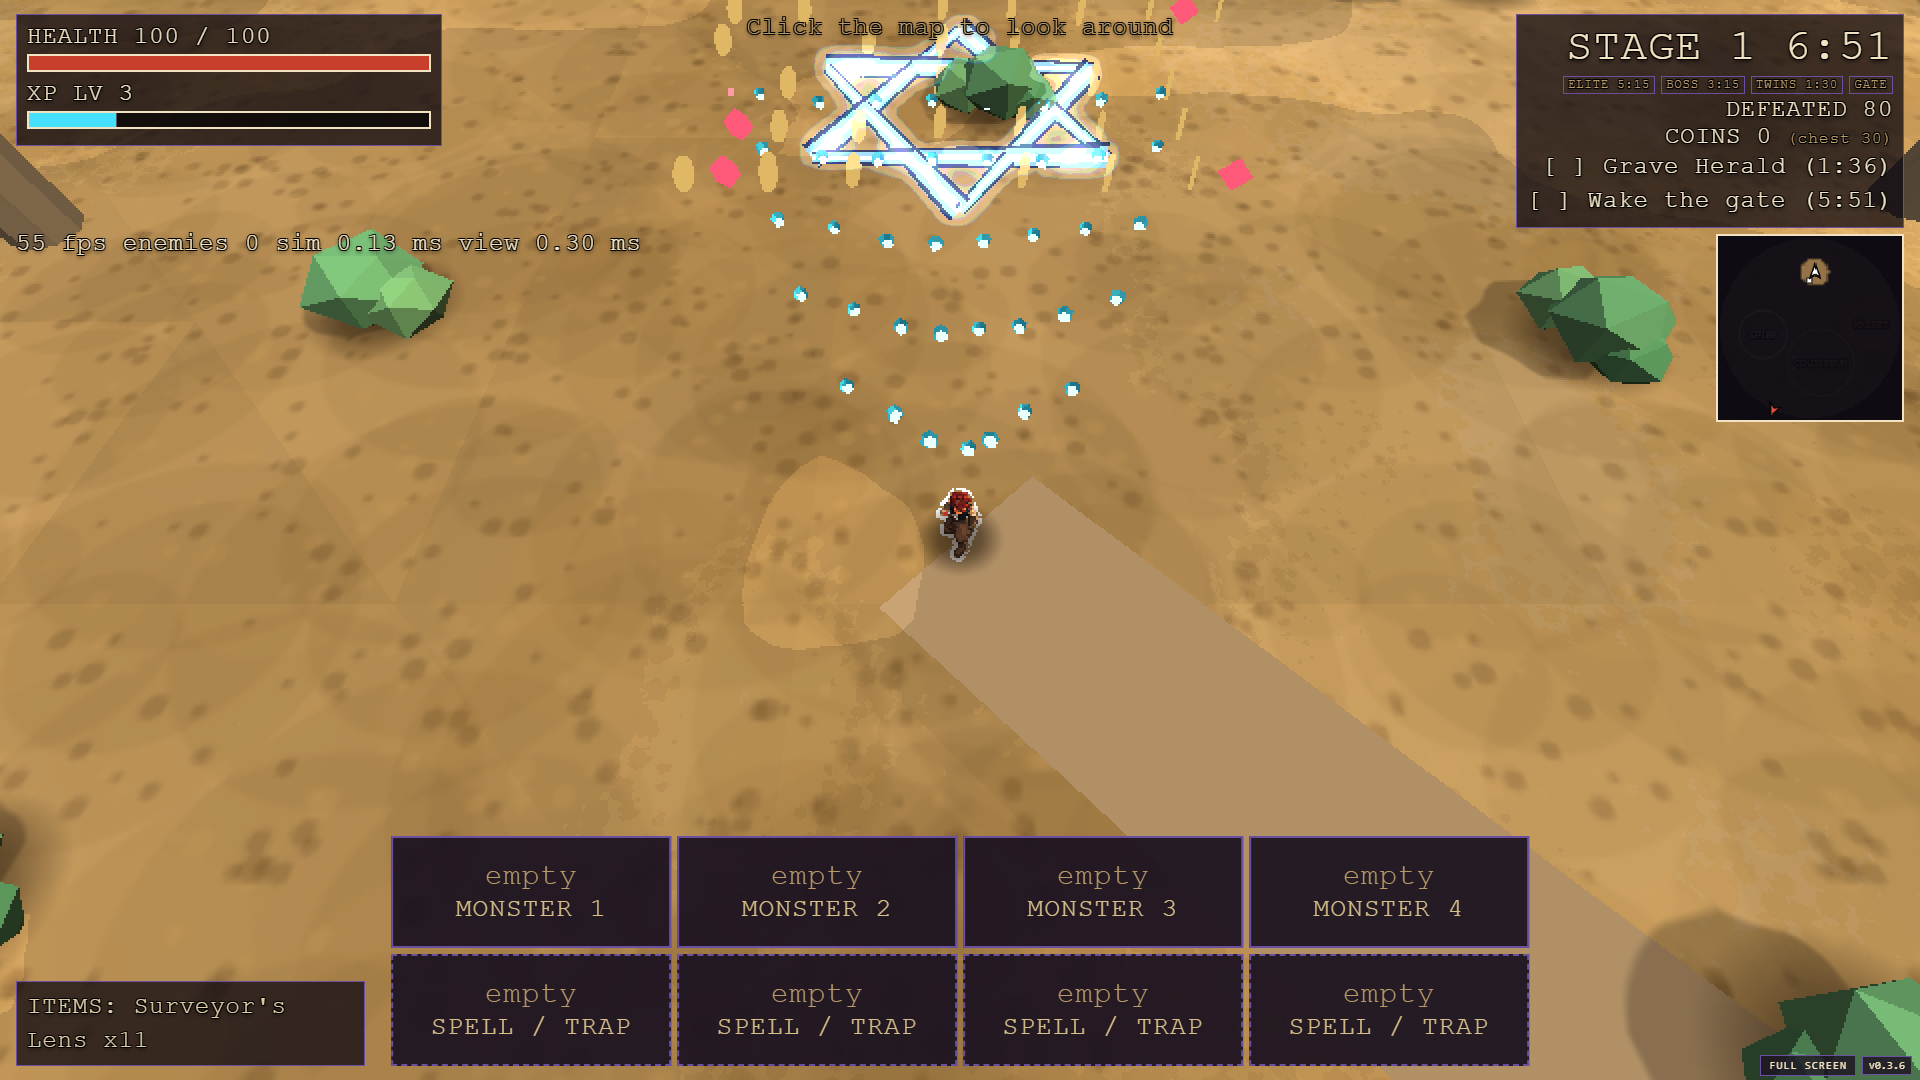 Click the map to look around
HEALTH 100 / 100
XP LV 3
STAGE 1 6:51
ELITE 5:15 BOSS 3:15 TWINS 1:30 GATE
DEFEATED 80
COINS 0 (chest 30)
[ ] Grave Herald (1:36)
[ ] Wake the gate (5:51)
55 fps enemies 0 sim 0.13 ms view 0.30 ms
empty
MONSTER 1
empty
MONSTER 2
empty
MONSTER 3
empty
MONSTER 4
empty
SPELL / TRAP
empty
SPELL / TRAP
empty
SPELL / TRAP
empty
SPELL / TRAP
ITEMS: Surveyor's
Lens x11
FULL SCREEN
v0.3.6